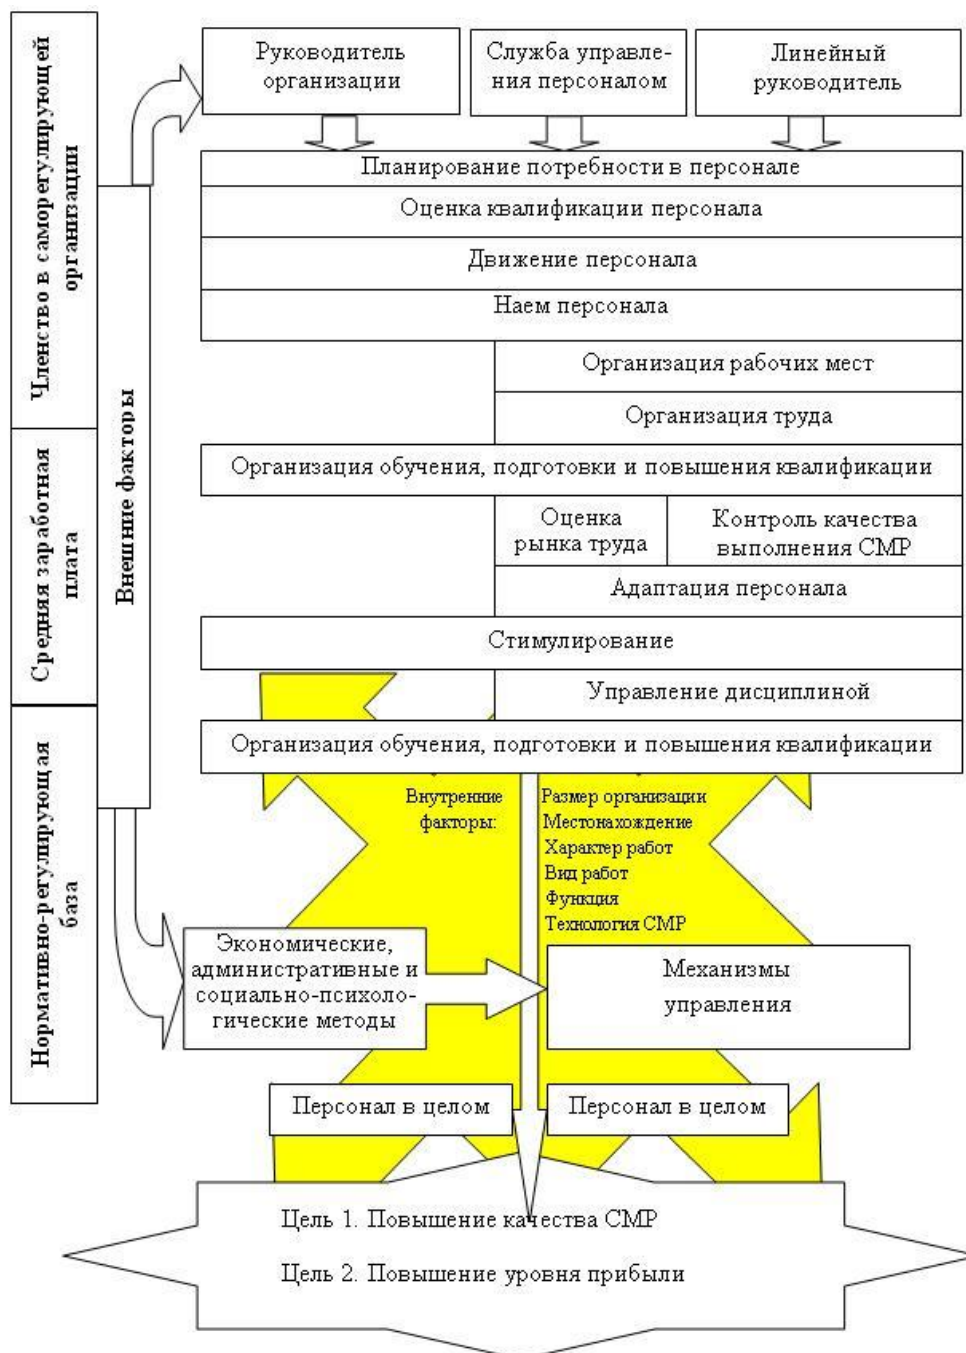 Членство в саморегулирующей
организации
Средняя заработная
плата
Нормативно-регулирующая
база
Внешние факторы
Руководитель
организации
Служба управле-
ния персоналом
Линейный
руководитель
Планирование потребности в персонале
Оценка квалификации персонала
Движение персонала
Наем персонала
Организация рабочих мест
Организация труда
Организация обучения, подготовки и повышения квалификации
Оценка
рынка труда
Контроль качества
выполнения СМР
Адаптация персонала
Стимулирование
Управление дисциплиной
Организация обучения, подготовки и повышения квалификации
Внутренние
факторы:
Размер организации
Местонахождение
Характер работ
Вид работ
Функция
Технология СМР
Экономические,
административные и
социально-психоло-
гические методы
Механизмы
управления
Персонал в целом
Персонал в целом
Цель 1. Повышение качества СМР
Цель 2. Повышение уровня прибыли